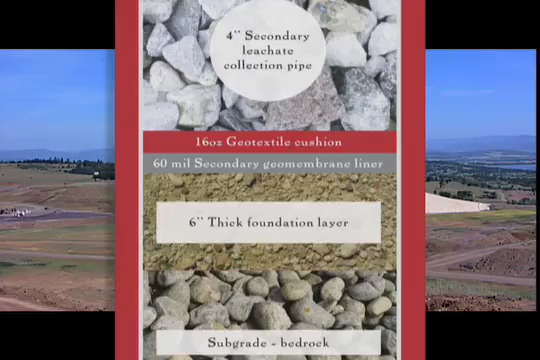 4'' Secondary
leachate
collection pipe
16oz Geotextile cushion
60 mil Secondary geomembrane liner
6'' Thick foundation layer
Subgrade - bedrock